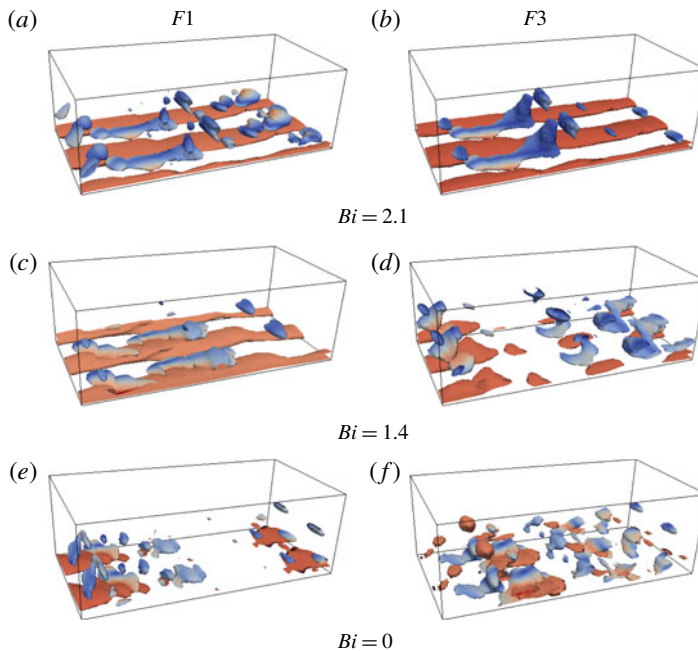 (a) F1
(b) F3
Bi = 2.1
(c)
(d)
Bi = 1.4
(e)
(f)
Bi = 0